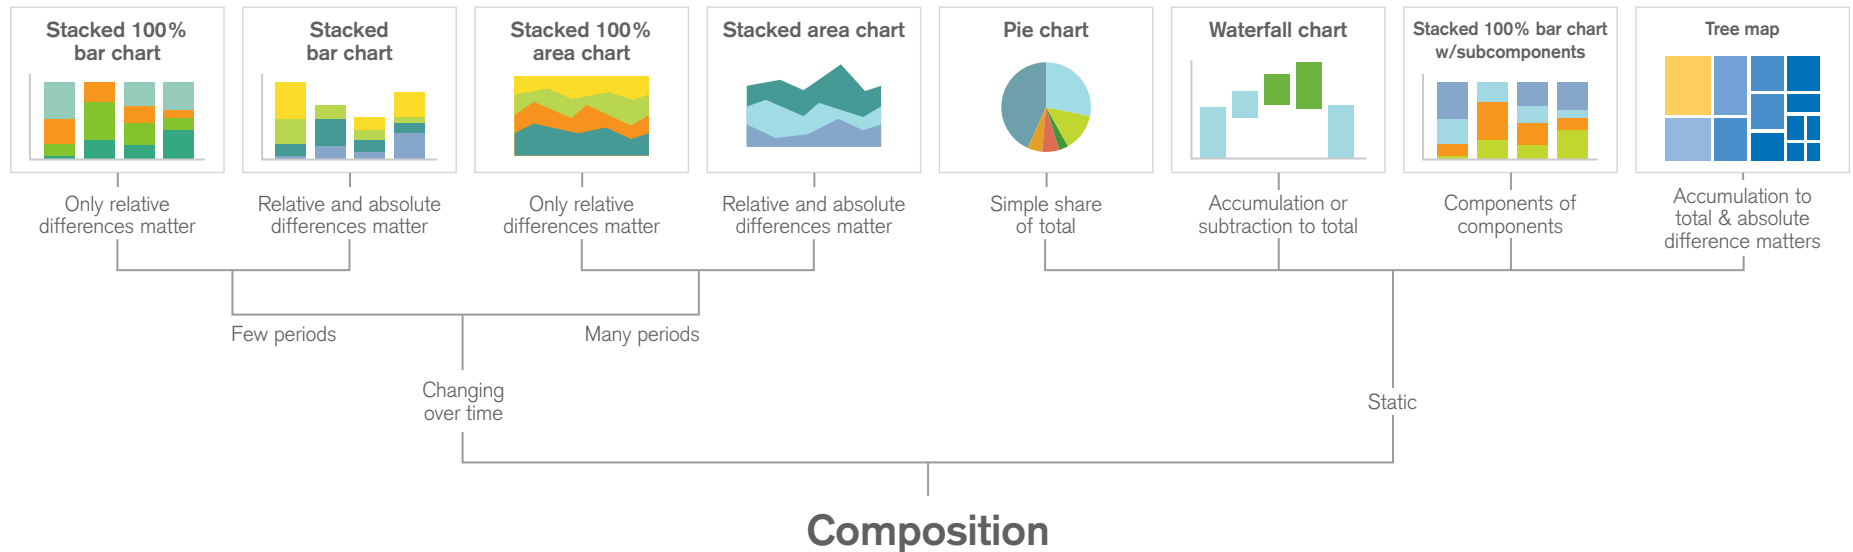 Stacked 100%
bar chart
Stacked
bar chart
Stacked 100%
area chart
Stacked area chart
Pie chart
Waterfall chart
Stacked 100% bar chart
w/subcomponents
Tree map
Only relative
differences matter
Relative and absolute
differences matter
Only relative
differences matter
Relative and absolute
differences matter
Simple share
of total
Accumulation or
subtraction to total
Components of
components
Accumulation to
total & absolute
difference matters
Few periods
Many periods
Changing
over time
Static
Composition